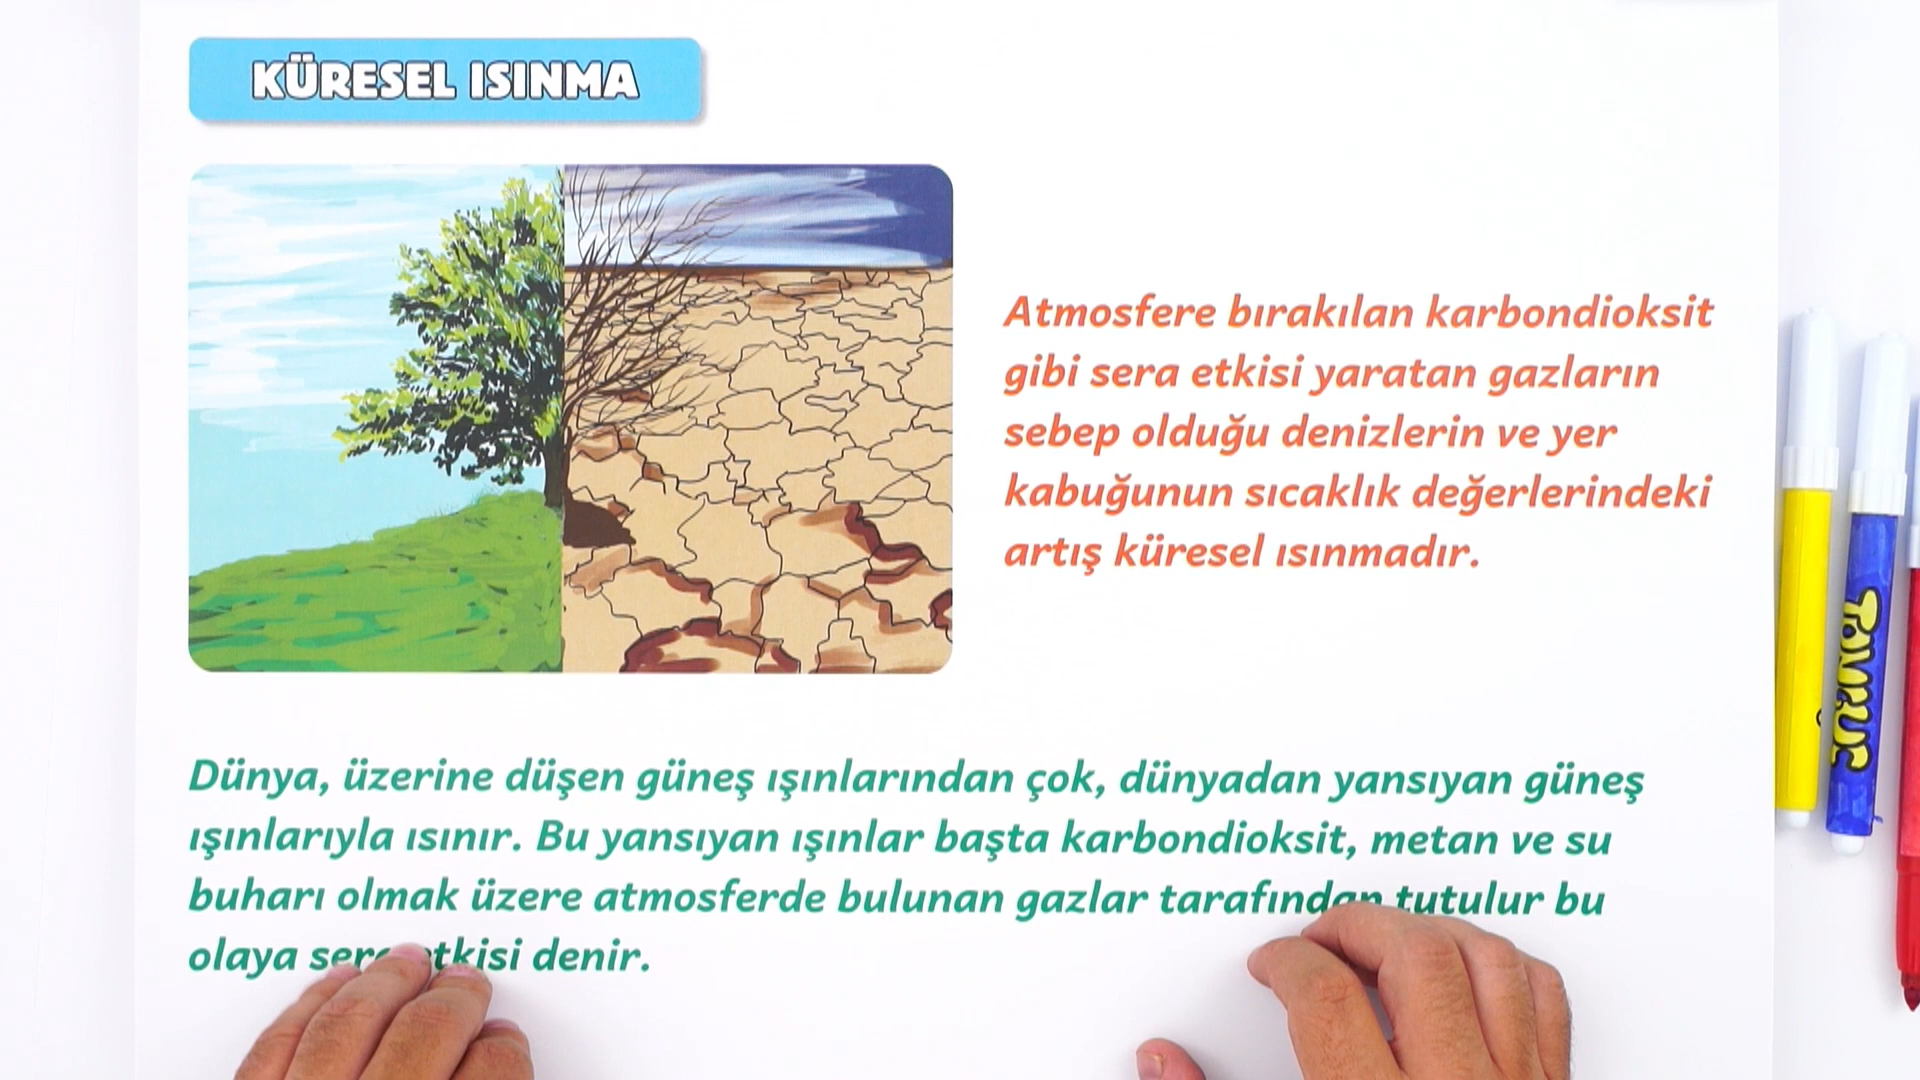 KÜRESEL ISINMA
Atmosfere bırakılan karbondioksit
gibi sera etkisi yaratan gazların
sebep olduğu denizlerin ve yer
kabuğunun sıcaklık değerlerindeki
artış küresel ısınmadır.
Dünya, üzerine düşen güneş ışınlarından çok, dünyadan yansıyan güneş
ışınlarıyla ısınır. Bu yansıyan ışınlar başta karbondioksit, metan ve su
buharı olmak üzere atmosferde bulunan gazlar tarafından tutulur bu
olaya sera etkisi denir.